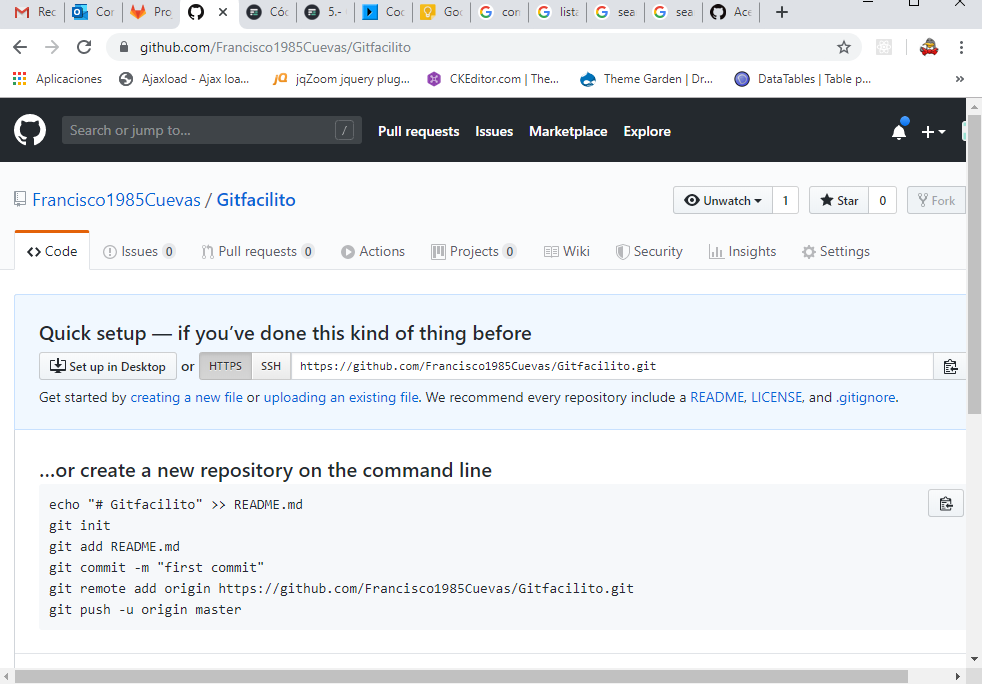 Rec Cor Pro Cóc 5.- Coc Goo con lista sea sea Ace
github.com/Francisco1985Cuevas/Gitfacilito
Aplicaciones Ajaxload - Ajax loa... jQ jqZoom jquery plug... CKEditor.com | The... Theme Garden | Dr... DataTables | Table p... »
Search or jump to... / Pull requests Issues Marketplace Explore
Francisco1985Cuevas / Gitfacilito Unwatch 1 Star 0 Fork
Code Issues 0 Pull requests 0 Actions Projects 0 Wiki Security Insights Settings
Quick setup — if you’ve done this kind of thing before
Set up in Desktop or HTTPS SSH https://github.com/Francisco1985Cuevas/Gitfacilito.git
Get started by creating a new file or uploading an existing file. We recommend every repository include a README, LICENSE, and .gitignore.
…or create a new repository on the command line
echo "# Gitfacilito" >> README.md
git init
git add README.md
git commit -m "first commit"
git remote add origin https://github.com/Francisco1985Cuevas/Gitfacilito.git
git push -u origin master